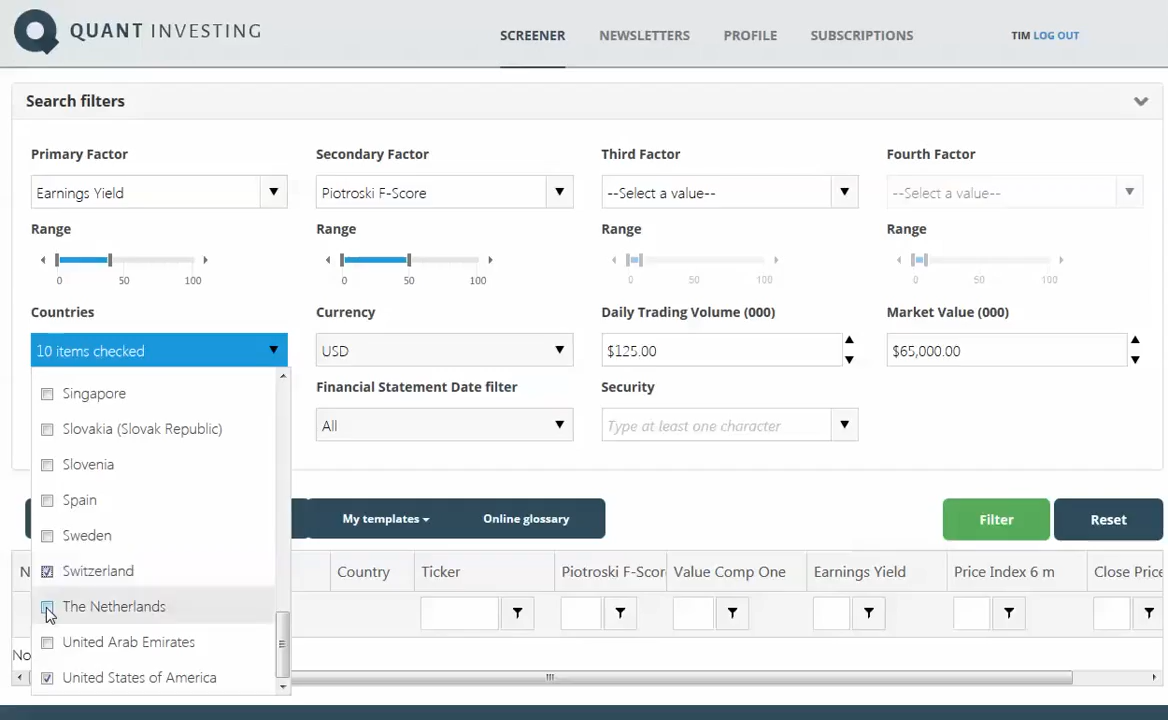 QUANT INVESTING
SCREENER NEWSLETTERS PROFILE SUBSCRIPTIONS TIM LOG OUT
Search filters
Primary Factor Secondary Factor Third Factor Fourth Factor
Earnings Yield Piotroski F-Score --Select a value-- --Select a value--
Range Range Range Range
0 50 100 0 50 100 0 50 100 0 50 100
Countries Currency Daily Trading Volume (000) Market Value (000)
10 items checked USD $125.00 $65,000.00
Financial Statement Date filter Security
All Type at least one character
Singapore
Slovakia (Slovak Republic)
Slovenia
Spain
Sweden
Switzerland
The Netherlands
United Arab Emirates
United States of America
My templates Online glossary Filter Reset
N Country Ticker Piotroski F-Scor Value Comp One Earnings Yield Price Index 6 m Close Price
No